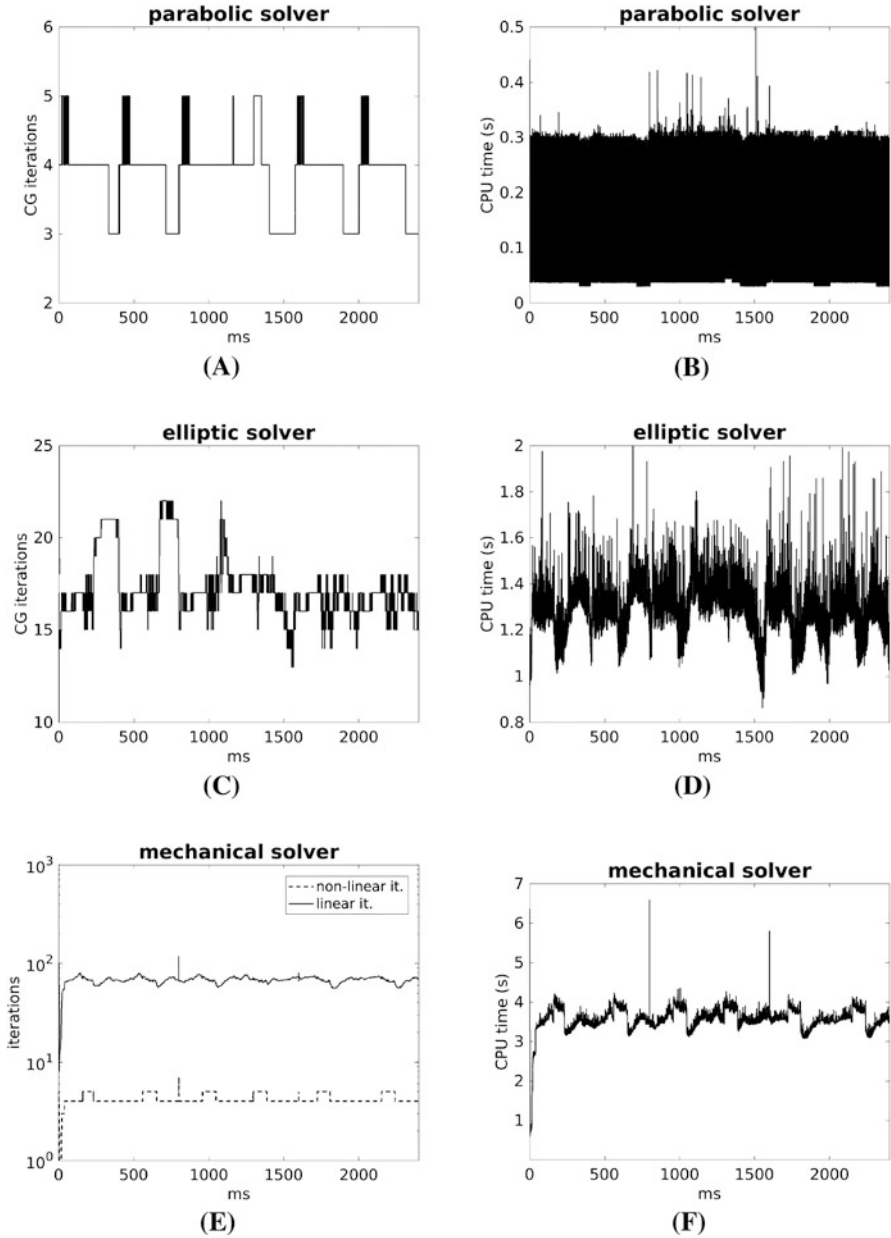 parabolic solver
6
5
4
3
2
CG iterations
0
500
1000
1500
2000
ms
(A)
parabolic solver
0.5
0.4
0.3
0.2
0.1
0
CPU time (s)
0
500
1000
1500
2000
ms
(B)
elliptic solver
25
20
15
10
CG iterations
0
500
1000
1500
2000
ms
(C)
elliptic solver
2
1.8
1.6
1.4
1.2
1
0.8
CPU time (s)
0
500
1000
1500
2000
ms
(D)
mechanical solver
10³
10²
10¹
10⁰
iterations
non-linear it.
linear it.
0
500
1000
1500
2000
ms
(E)
mechanical solver
7
6
5
4
3
2
1
CPU time (s)
0
500
1000
1500
2000
ms
(F)